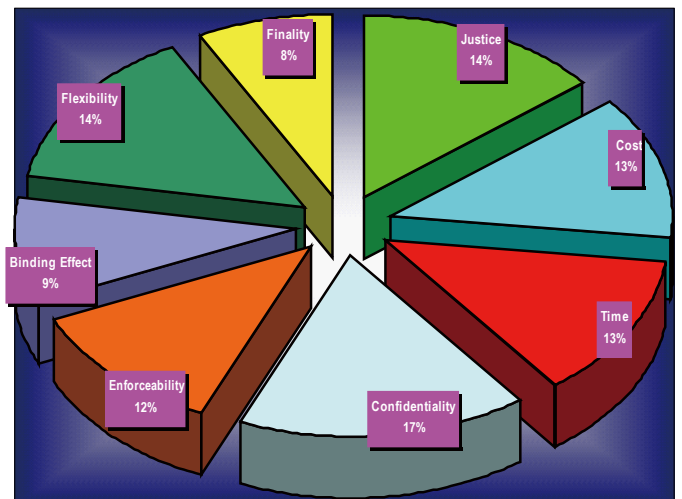 Finality
8%
Justice
14%
Flexibility
14%
Cost
13%
Binding Effect
9%
Time
13%
Enforceability
12%
Confidentiality
17%